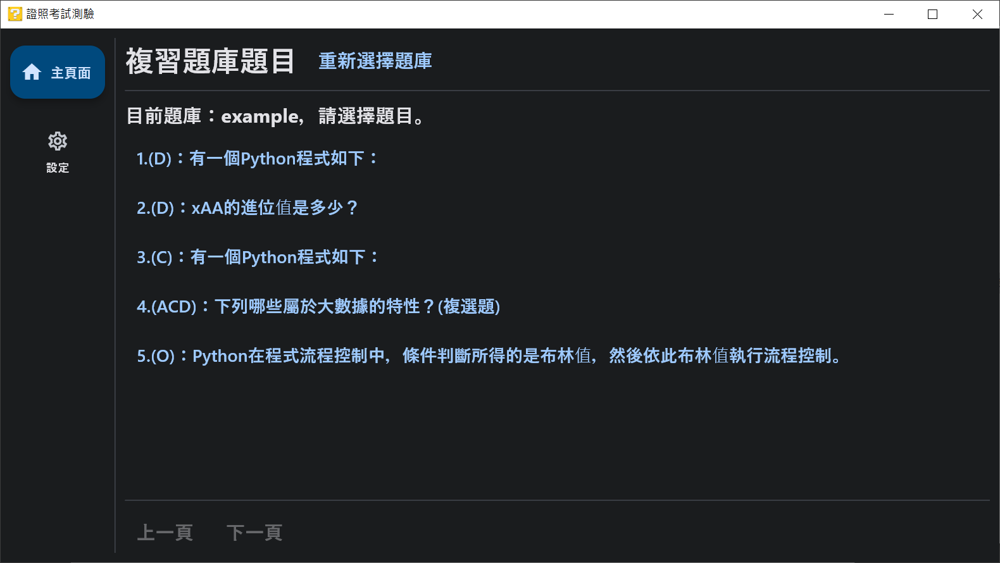 證照考試測驗
主頁面
設定
複習題庫題目 重新選擇題庫
目前題庫：example，請選擇題目。
1.(D)：有一個Python程式如下：
2.(D)：xAA的進位值是多少？
3.(C)：有一個Python程式如下：
4.(ACD)：下列哪些屬於大數據的特性？(複選題)
5.(O)：Python在程式流程控制中，條件判斷所得的是布林值，然後依此布林值執行流程控制。
上一頁 下一頁